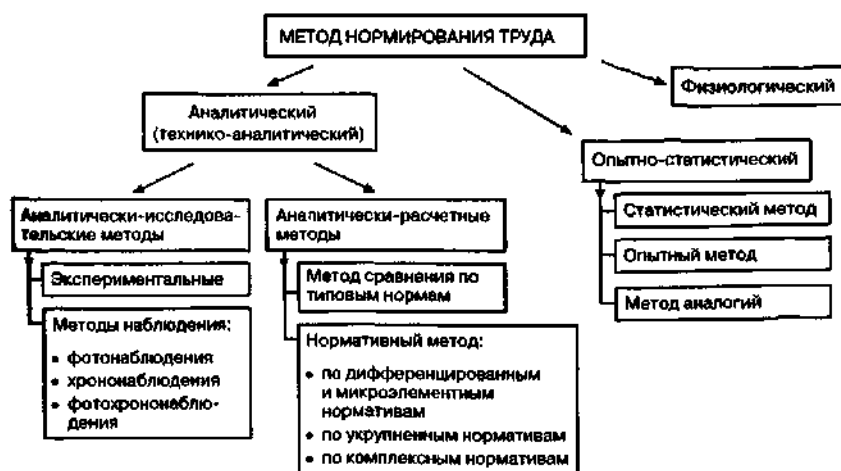 МЕТОД НОРМИРОВАНИЯ ТРУДА
Физиологический
Аналитический
(технико-аналитический)
Опытно-статистический
Статистический метод
Опытный метод
Метод аналогий
Аналитически-исследова-
тельские методы
Экспериментальные
Методы наблюдения:
• фотонаблюдения
• хрононаблюдения
• фотохрононаблю-
дения
Аналитически-расчетные
методы
Метод сравнения по
типовым нормам
Нормативный метод:
• по дифференцированным
и микроэлементным
нормативам
• по укрупненным нормативам
• по комплексным нормативам